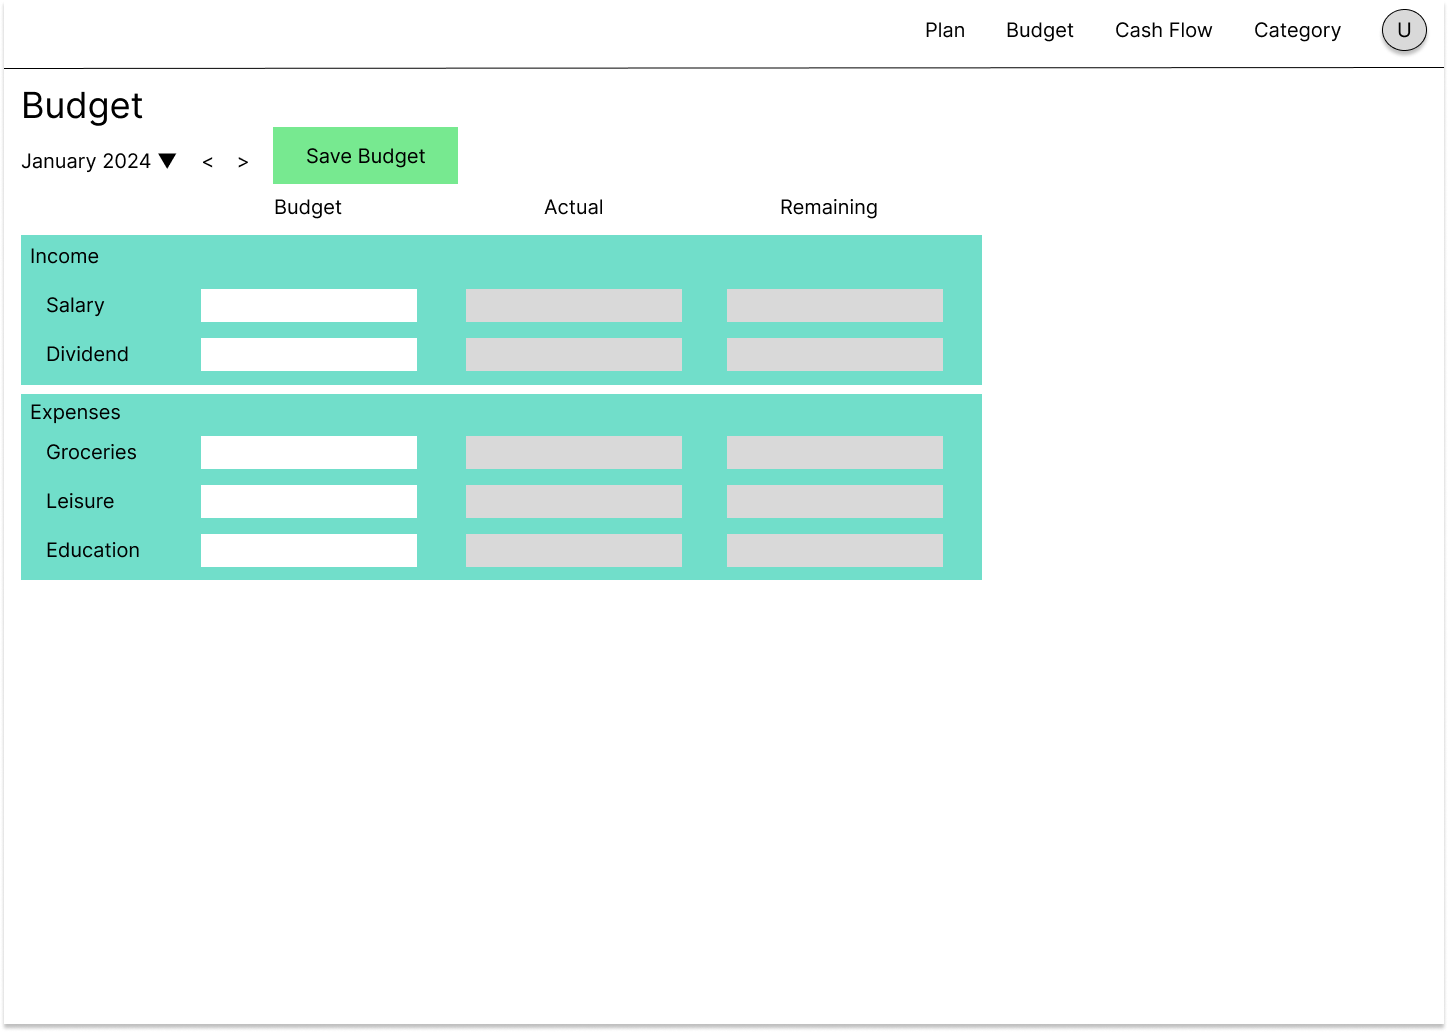 Plan Budget Cash Flow Category U
Budget
January 2024 ▼ < > Save Budget
Budget Actual Remaining
Income
Salary
Dividend
Expenses
Groceries
Leisure
Education